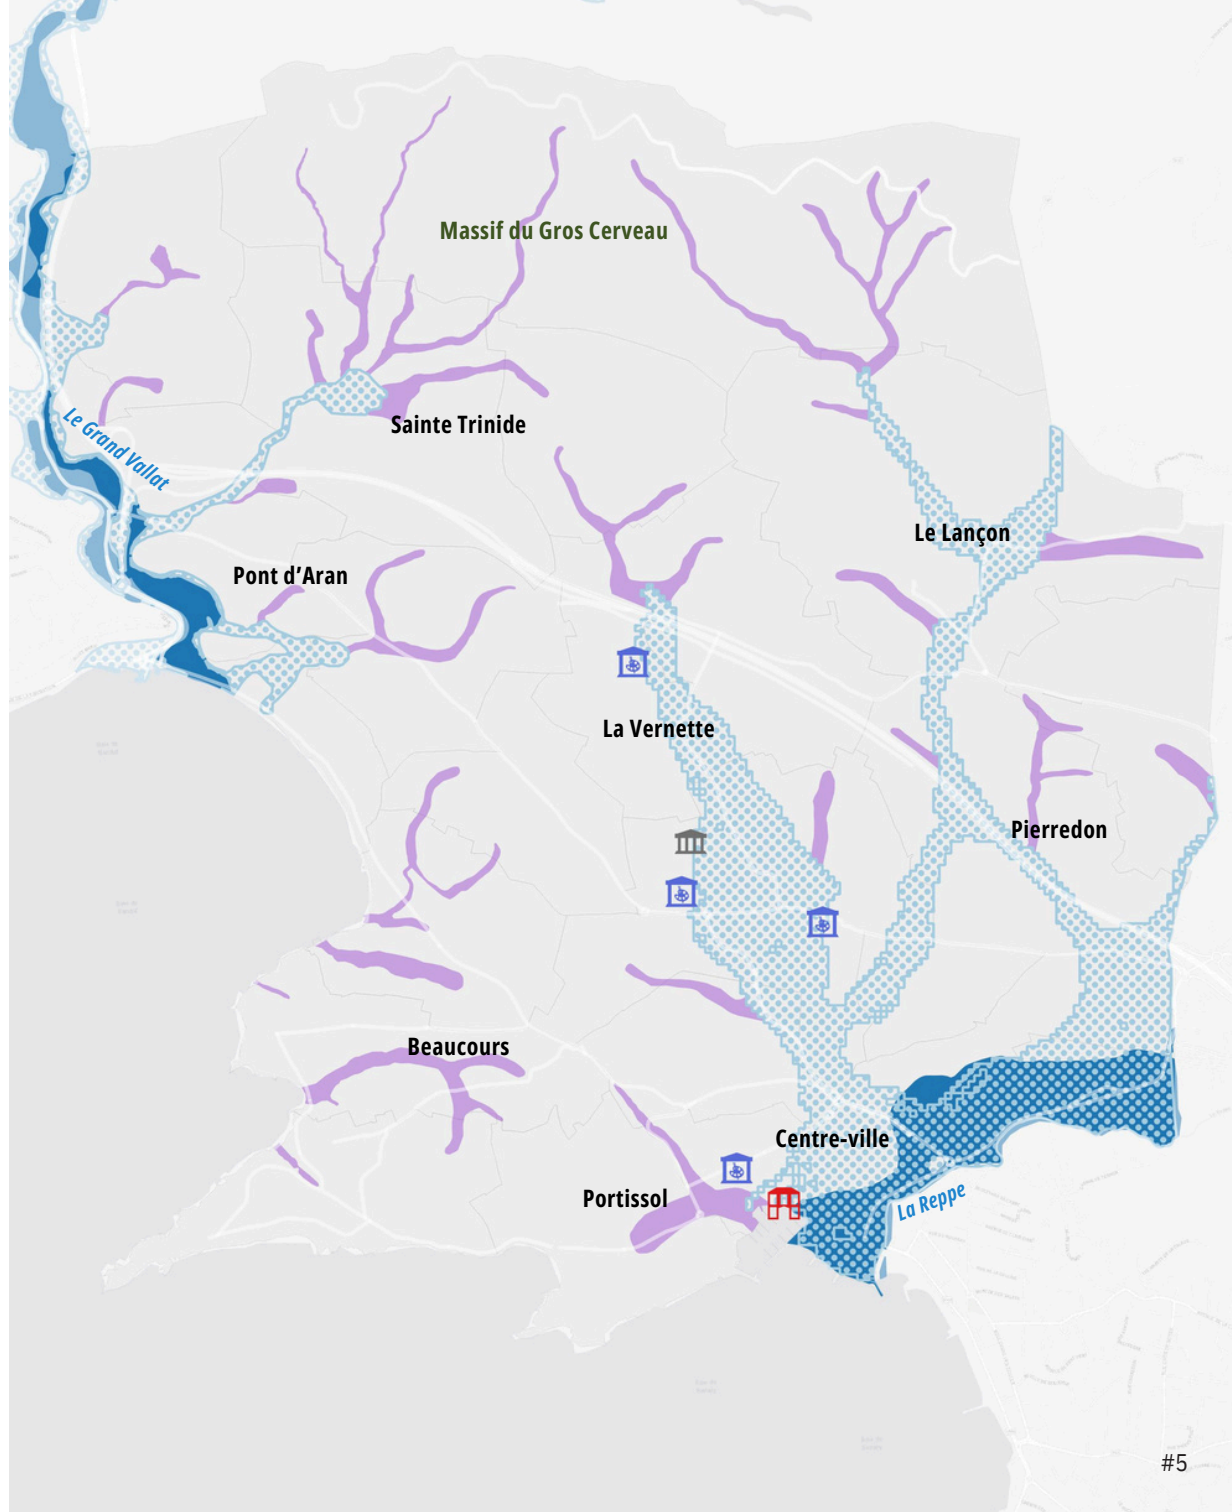 Massif du Gros Cerveau
Le Grand Vallat
Sainte Trinide
Le Lançon
Pont d’Aran
La Vernette
Pierredon
Beaucours
Centre-ville
Portissol
La Reppe
#5